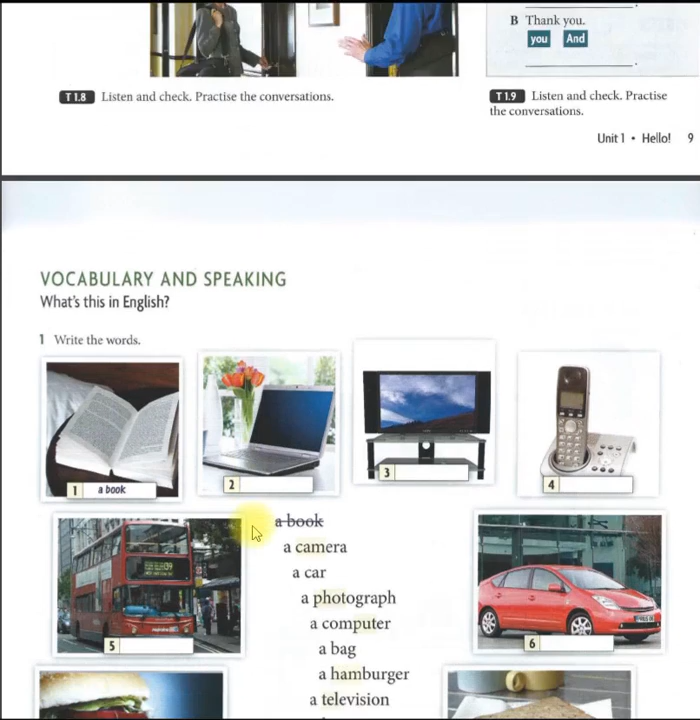 B Thank you.
you And
T 1.8 Listen and check. Practise the conversations.
T 1.9 Listen and check. Practise
the conversations.
Unit 1 • Hello! 9
VOCABULARY AND SPEAKING
What's this in English?
1 Write the words.
1 a book
2
3
4
a book
a camera
a car
a photograph
a computer
a bag
a hamburger
a television
5
6